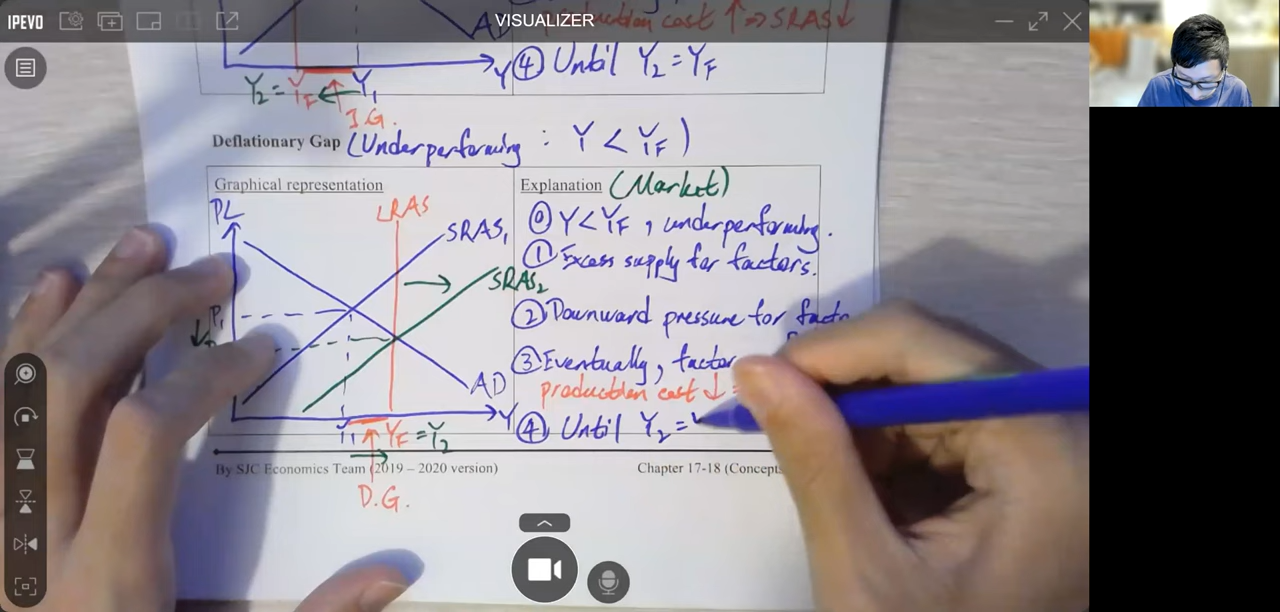 IPEVO
VISUALIZER
production cost ↑ ⇒ SRAS ↓
AD
Y
④ Until Y₂ = Y_F
Y₂ = Y_F ← Y₁
I.G.
Deflationary Gap (Underperforming : Y < Y_F)
Graphical representation
PL
LRAS
SRAS₁
SRAS₂
P₁
AD
Y
Y₁ Y_F = Y₂
D.G.
Explanation (Market)
⓪ Y < Y_F , underperforming.
① Excess supply for factors.
② Downward pressure for
③ Eventually, factor
production cost ↓
④ Until Y₂ =
By SJC Economics Team (2019 – 2020 version)
Chapter 17-18 (Concepts